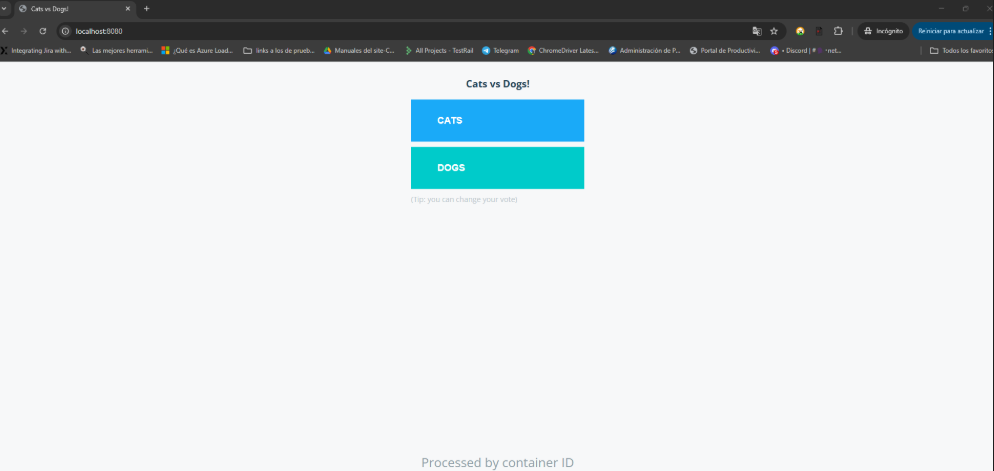 Cats vs Dogs!
localhost:8080
Incógnito
Reiniciar para actualizar
Integrating Jira with...
Las mejores herrami...
¿Qué es Azure Load...
links a los de prueb...
Manuales del site-C...
All Projects - TestRail
Telegram
ChromeDriver Lates...
Administración de P...
Portal de Productivi...
Todos los favoritos
Cats vs Dogs!
CATS
DOGS
(Tip: you can change your vote)
Processed by container ID